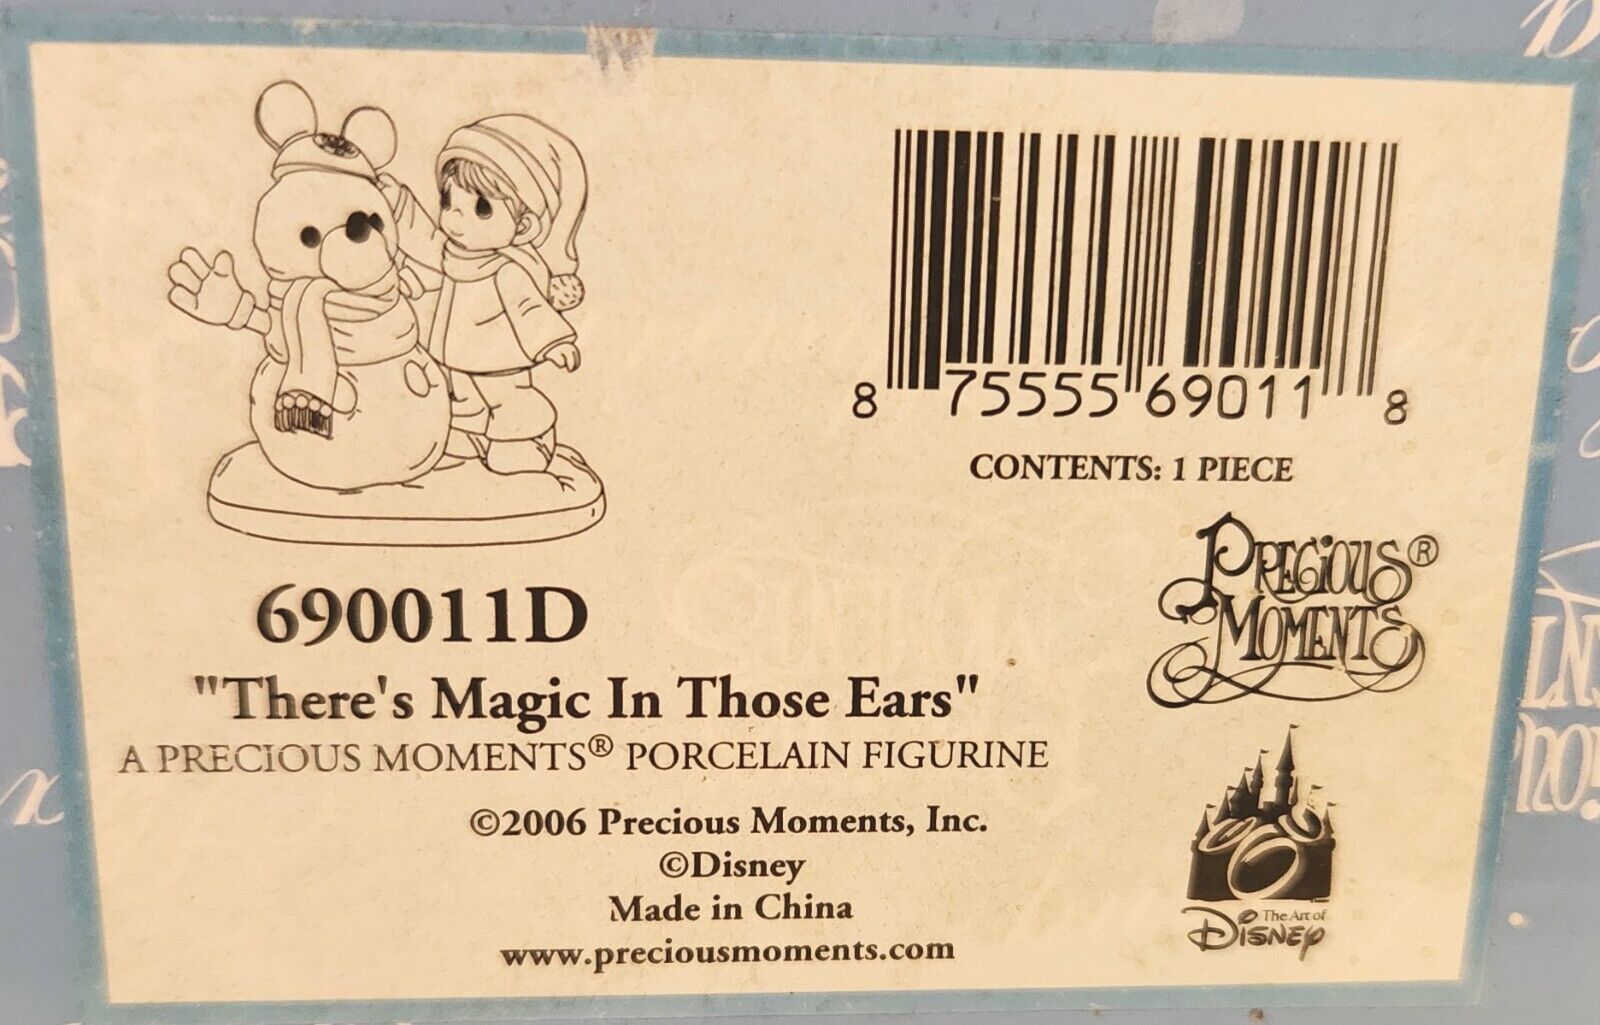 8 75555 69011 8
CONTENTS: 1 PIECE
PRECIOUS®
MOMENTS
690011D
"There's Magic In Those Ears"
A PRECIOUS MOMENTS® PORCELAIN FIGURINE
©2006 Precious Moments, Inc.
©Disney
Made in China
www.preciousmoments.com
The Art of
Disney